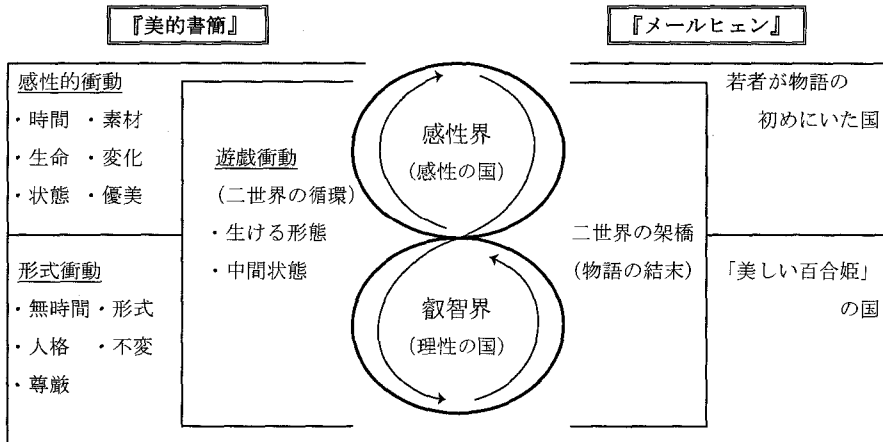 『美的書簡』
『メールヒェン』
感性的衝動
・時間 ・素材
・生命 ・変化
・状態 ・優美
形式衝動
・無時間・形式
・人格 ・不変
・尊厳
遊戯衝動
(二世界の循環)
・生ける形態
・中間状態
感性界
(感性の国)
叡智界
(理性の国)
二世界の架橋
(物語の結末)
若者が物語の
初めにいた国
「美しい百合姫」
の国